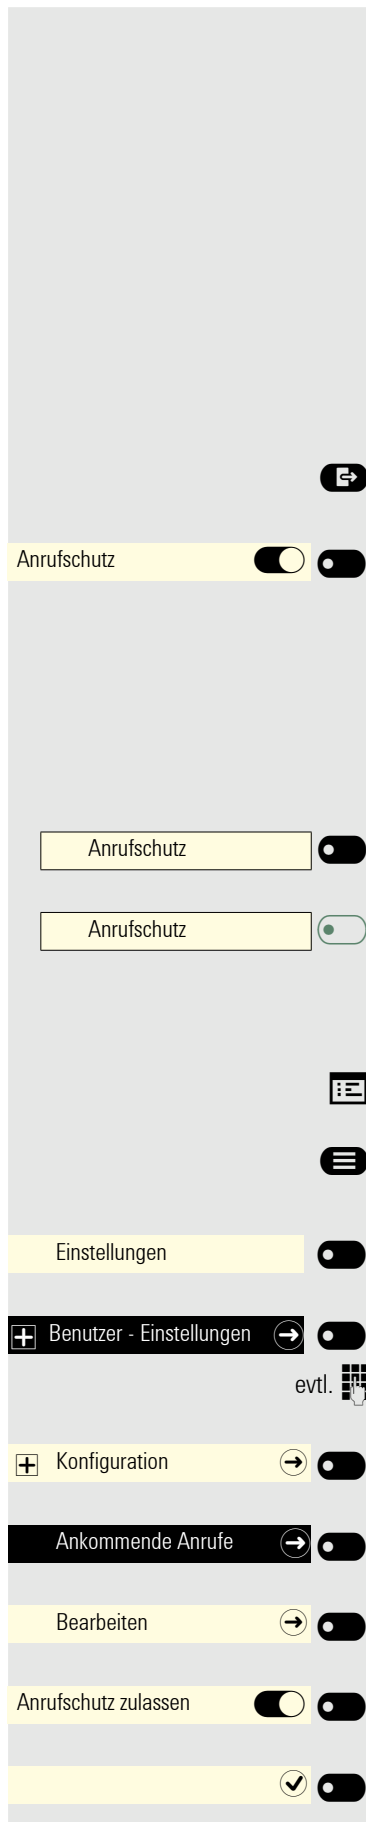 Anrufschutz
Anrufschutz
Anrufschutz
Einstellungen
Benutzer - Einstellungen
evtl.
Konfiguration
Ankommende Anrufe
Bearbeiten
Anrufschutz zulassen